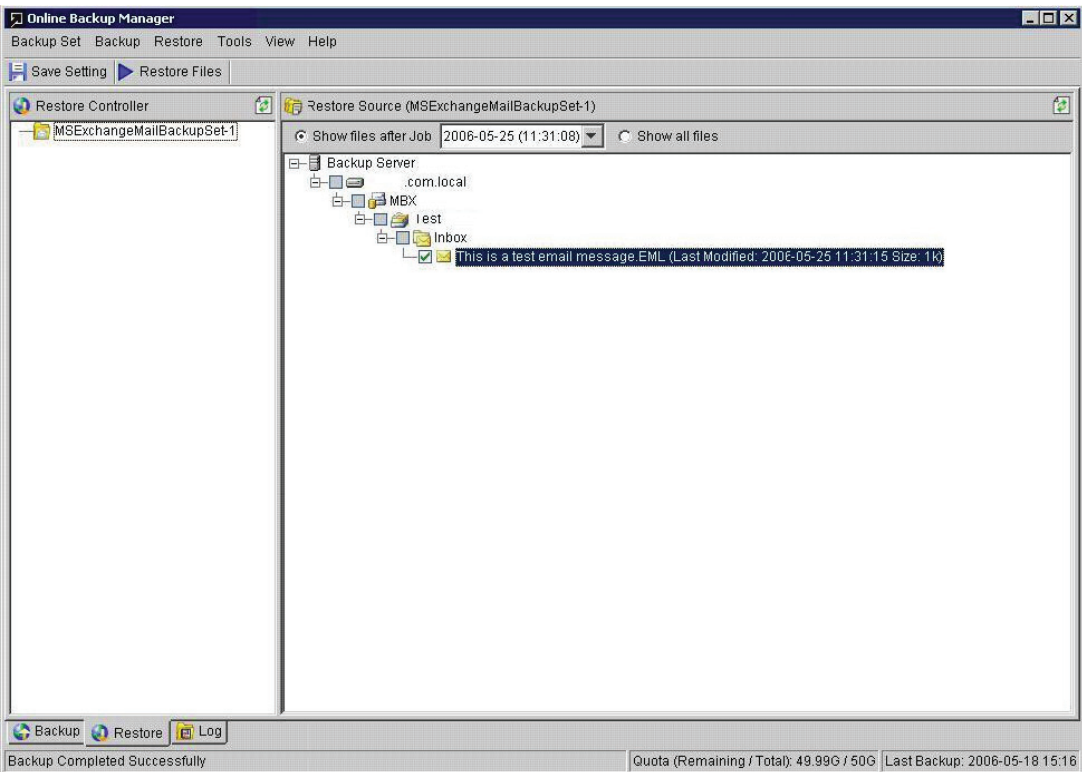 Online Backup Manager
Backup Set Backup Restore Tools View Help
Save Setting Restore Files
Restore Controller
MSExchangeMailBackupSet-1
Restore Source (MSExchangeMailBackupSet-1)
Show files after Job 2006-05-25 (11:31:08) Show all files
Backup Server
.com.local
MBX
Test
Inbox
This is a test email message.EML (Last Modified: 2006-05-25 11:31:15 Size: 1k)
Backup Restore Log
Backup Completed Successfully
Quota (Remaining / Total): 49.99G / 50G Last Backup: 2006-05-18 15:16